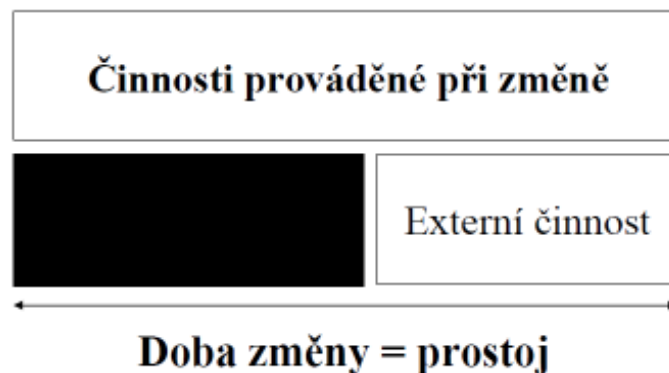 Činnosti prováděné při změně
Externí činnost
Doba změny = prostoj